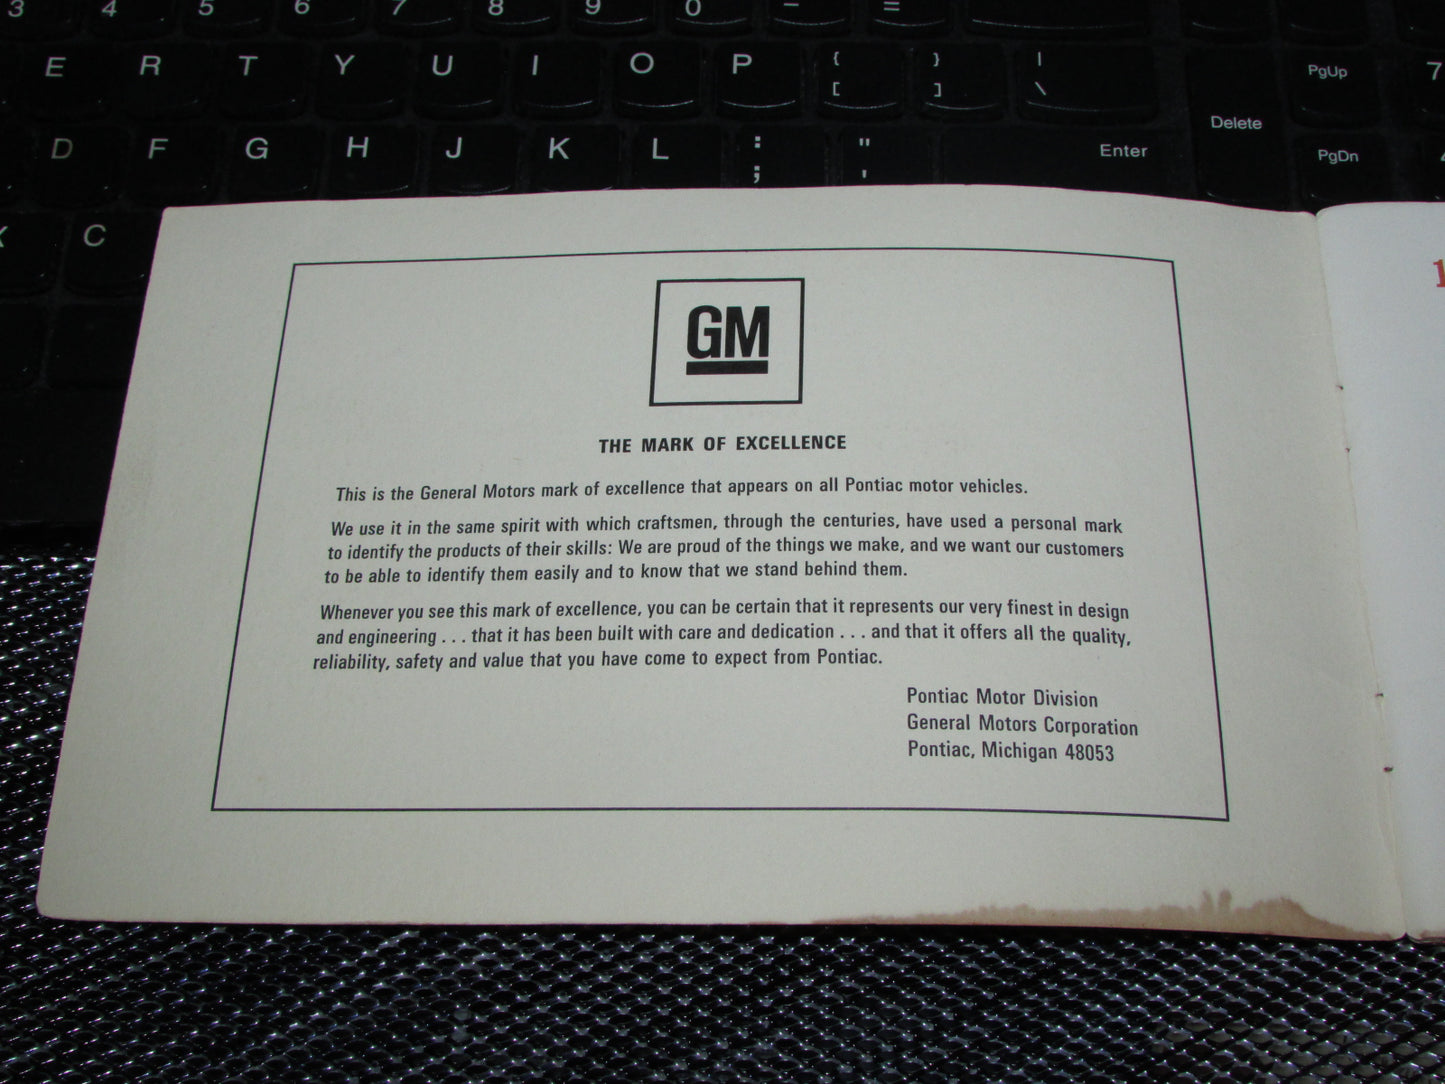 3 4 5 6 7 8 9 0 - =
E R T Y U I O P { [ } ] | \ PgUp 7
Delete
D F G H J K L : ; " ' Enter PgDn
C
GM
THE MARK OF EXCELLENCE
This is the General Motors mark of excellence that appears on all Pontiac motor vehicles.
We use it in the same spirit with which craftsmen, through the centuries, have used a personal mark
to identify the products of their skills: We are proud of the things we make, and we want our customers
to be able to identify them easily and to know that we stand behind them.
Whenever you see this mark of excellence, you can be certain that it represents our very finest in design
and engineering . . . that it has been built with care and dedication . . . and that it offers all the quality,
reliability, safety and value that you have come to expect from Pontiac.
Pontiac Motor Division
General Motors Corporation
Pontiac, Michigan 48053